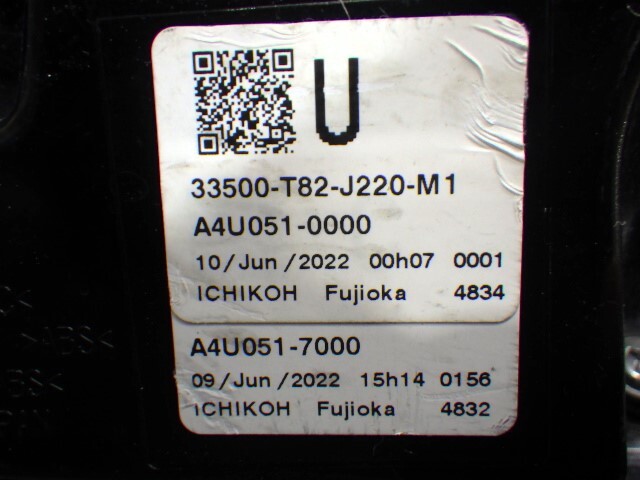 U
33500-T82-J220-M1
A4U051-0000
10/Jun/2022 00h07 0001
ICHIKOH Fujioka 4834
A4U051-7000
09/Jun/2022 15h14 0156
ICHIKOH Fujioka 4832